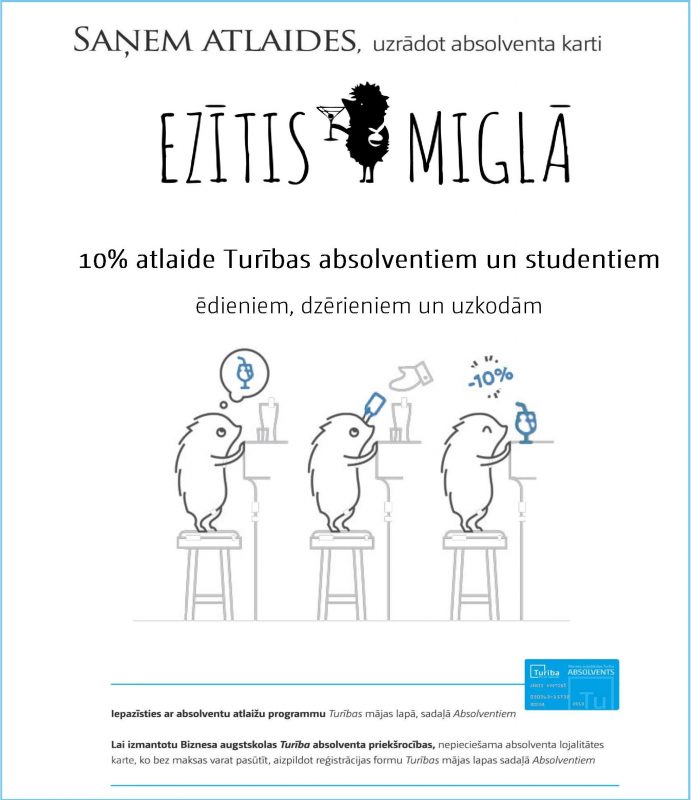 SAŅEM ATLAIDES, uzrādot absolventa karti
EZĪTIS MIGLĀ
10% atlaide Turības absolventiem un studentiem
ēdieniem, dzērieniem un uzkodām
-10%
Turība
ABSOLVENTS
Tu
Iepazīsties ar absolventu atlaižu programmu Turības mājas lapā, sadaļā Absolventiem
Lai izmantotu Biznesa augstskolas Turība absolventa priekšrocības, nepieciešama absolventa lojalitātes
karte, ko bez maksas varat pasūtīt, aizpildot reģistrācijas formu Turības mājas lapas sadaļā Absolventiem